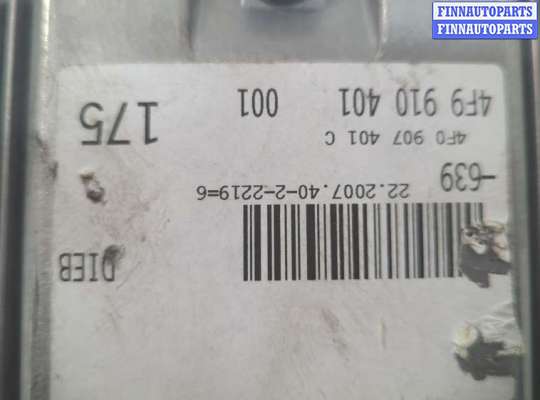 FINNAUTOPARTS
FINNAUTOPARTS
4F9 910 401 001 175
4F0 907 401 C
-639
22.2007.40-2-2219=6
DIEB